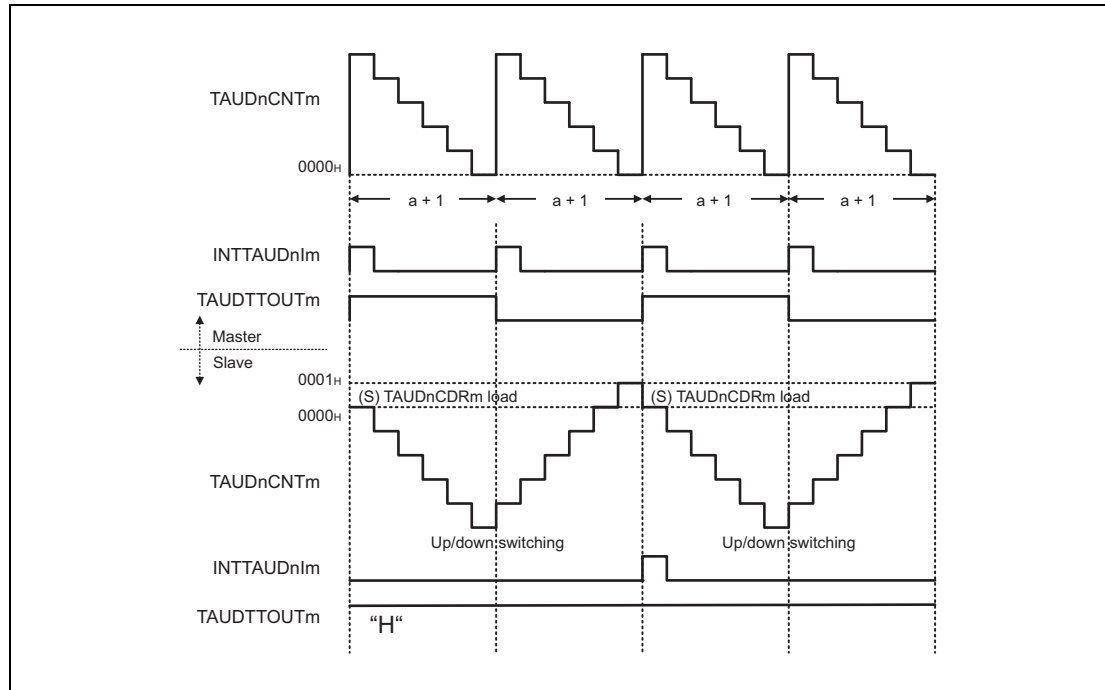 TAUDnCNTm
0000H
a + 1 a + 1 a + 1 a + 1
INTTAUDnIm
TAUDTTOUTm
Master
Slave
0001H
(S) TAUDnCDRm load (S) TAUDnCDRm load
0000H
TAUDnCNTm
Up/down switching Up/down switching
INTTAUDnIm
TAUDTTOUTm
“H“